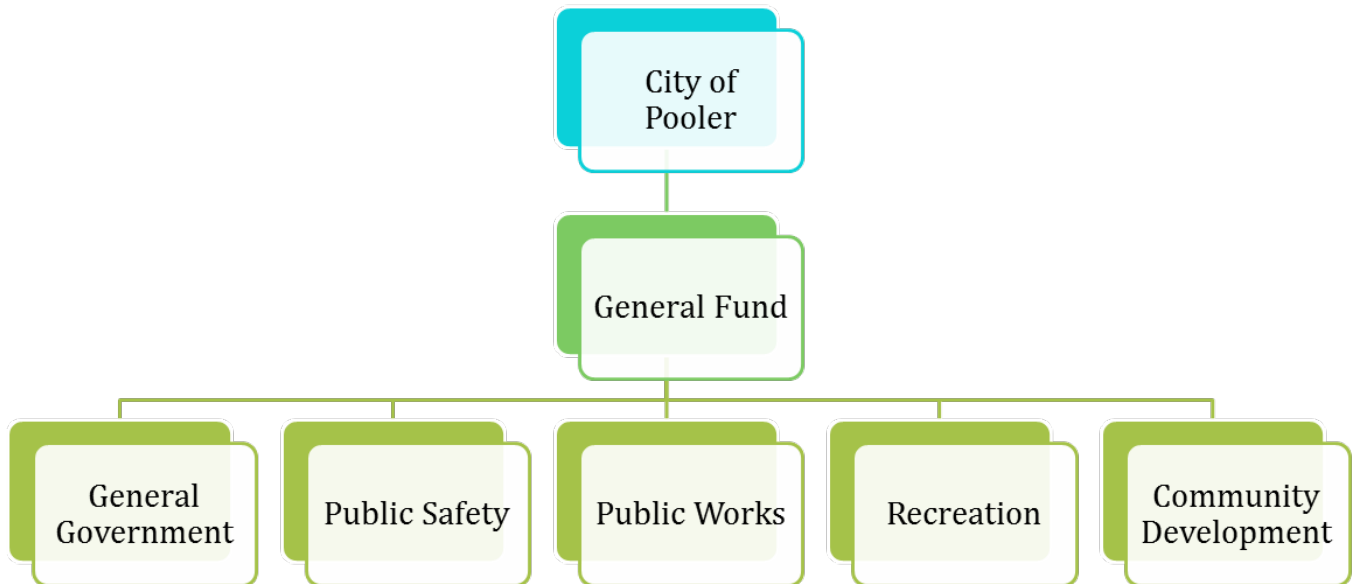 City of
Pooler
General Fund
General
Government
Public Safety
Public Works
Recreation
Community
Development